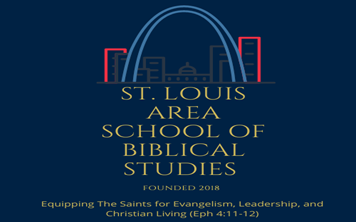 ST. LOUIS
AREA
SCHOOL OF
BIBLICAL
STUDIES
FOUNDED 2018
Equipping The Saints for Evangelism, Leadership, and
Christian Living (Eph 4:11-12)